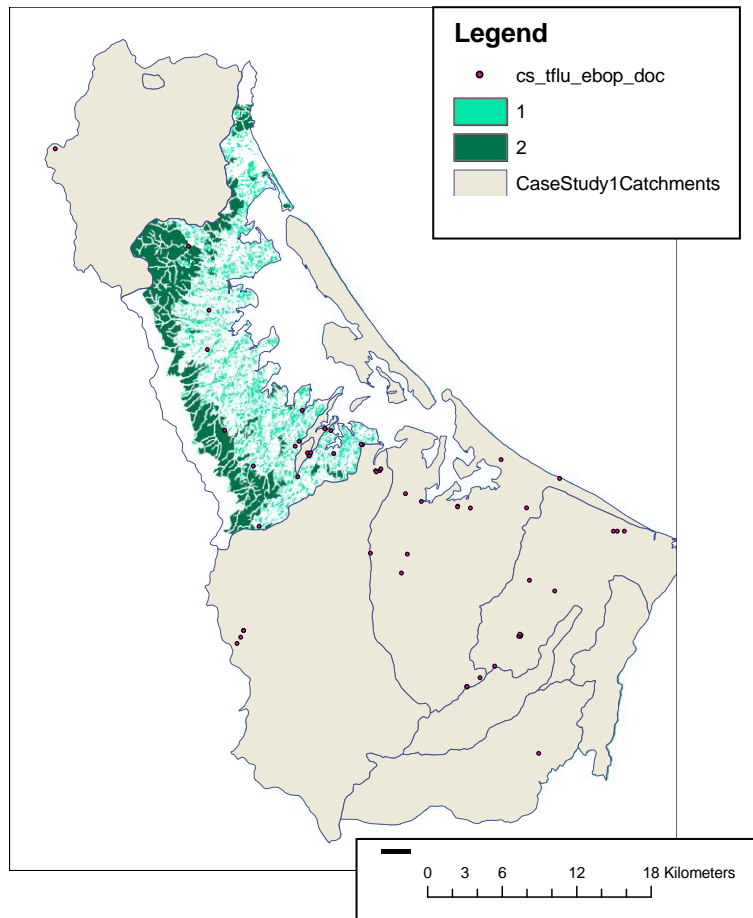 Legend
cs_tflu_ebop_doc
1
2
CaseStudy1Catchments
0 3 6 12 18 Kilometers